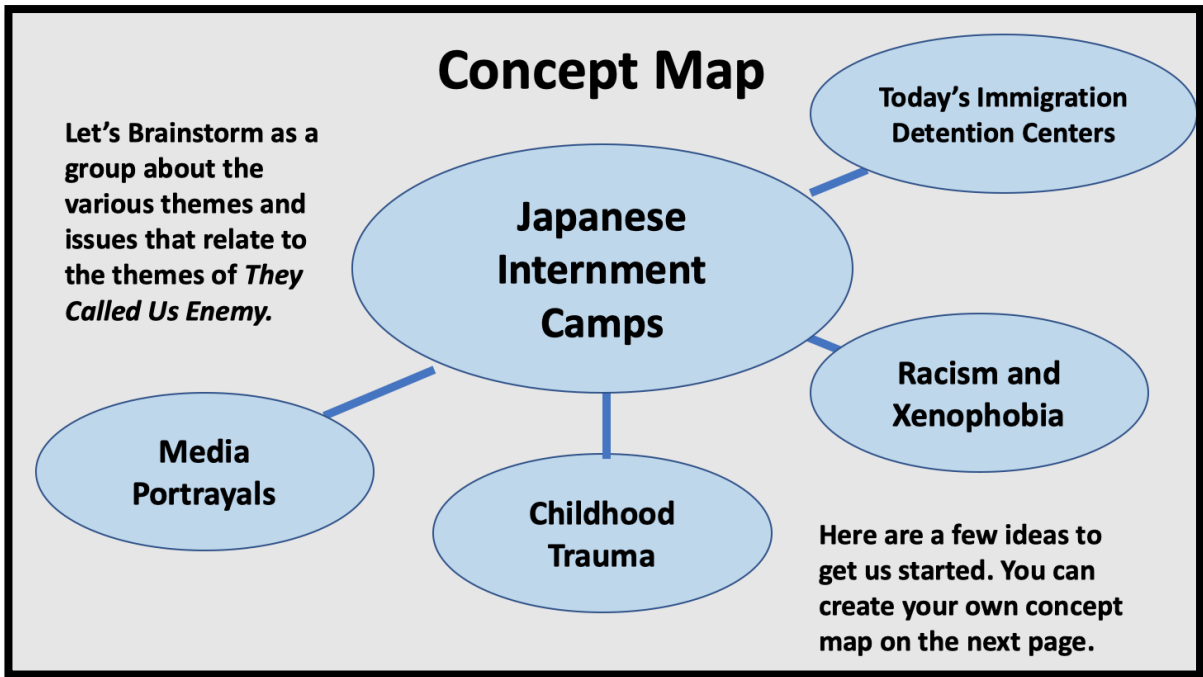 Concept Map
Let's Brainstorm as a
group about the
various themes and
issues that relate to
the themes of They
Called Us Enemy.
Today's Immigration
Detention Centers
Japanese
Internment
Camps
Racism and
Xenophobia
Media
Portrayals
Childhood
Trauma
Here are a few ideas to
get us started. You can
create your own concept
map on the next page.